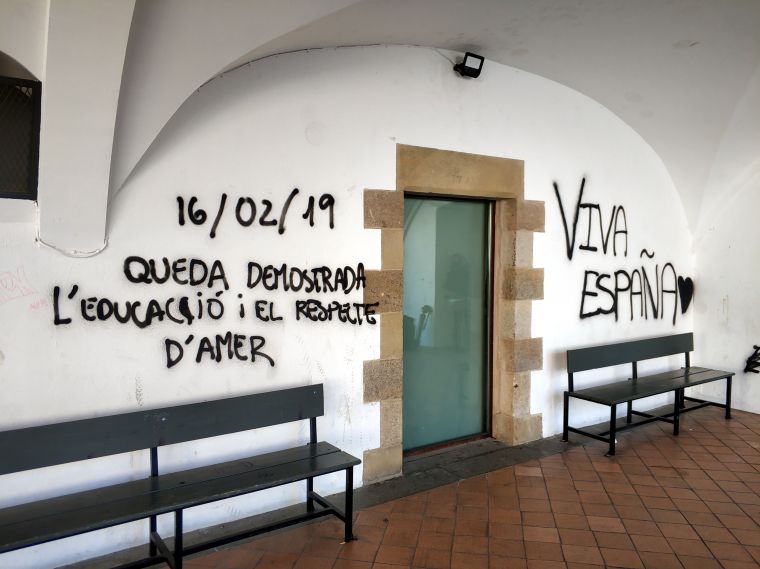 16/02/19
QUEDA DEMOSTRADA
L'EDUCACIÓ i EL RESPECTE
D'AMER
VIVA
ESPAÑA